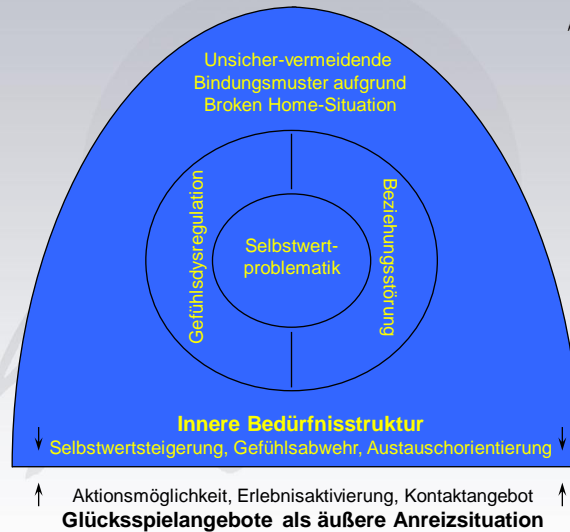 Unsicher-vermeidende
Bindungsmuster aufgrund
Broken Home-Situation
Gefühlsdysregulation
Selbstwert-
problematik
Beziehungsstörung
Innere Bedürfnisstruktur
Selbstwertsteigerung, Gefühlsabwehr, Austauschorientierung
Aktionsmöglichkeit, Erlebnisaktivierung, Kontaktangebot
Glücksspielangebote als äußere Anreizsituation